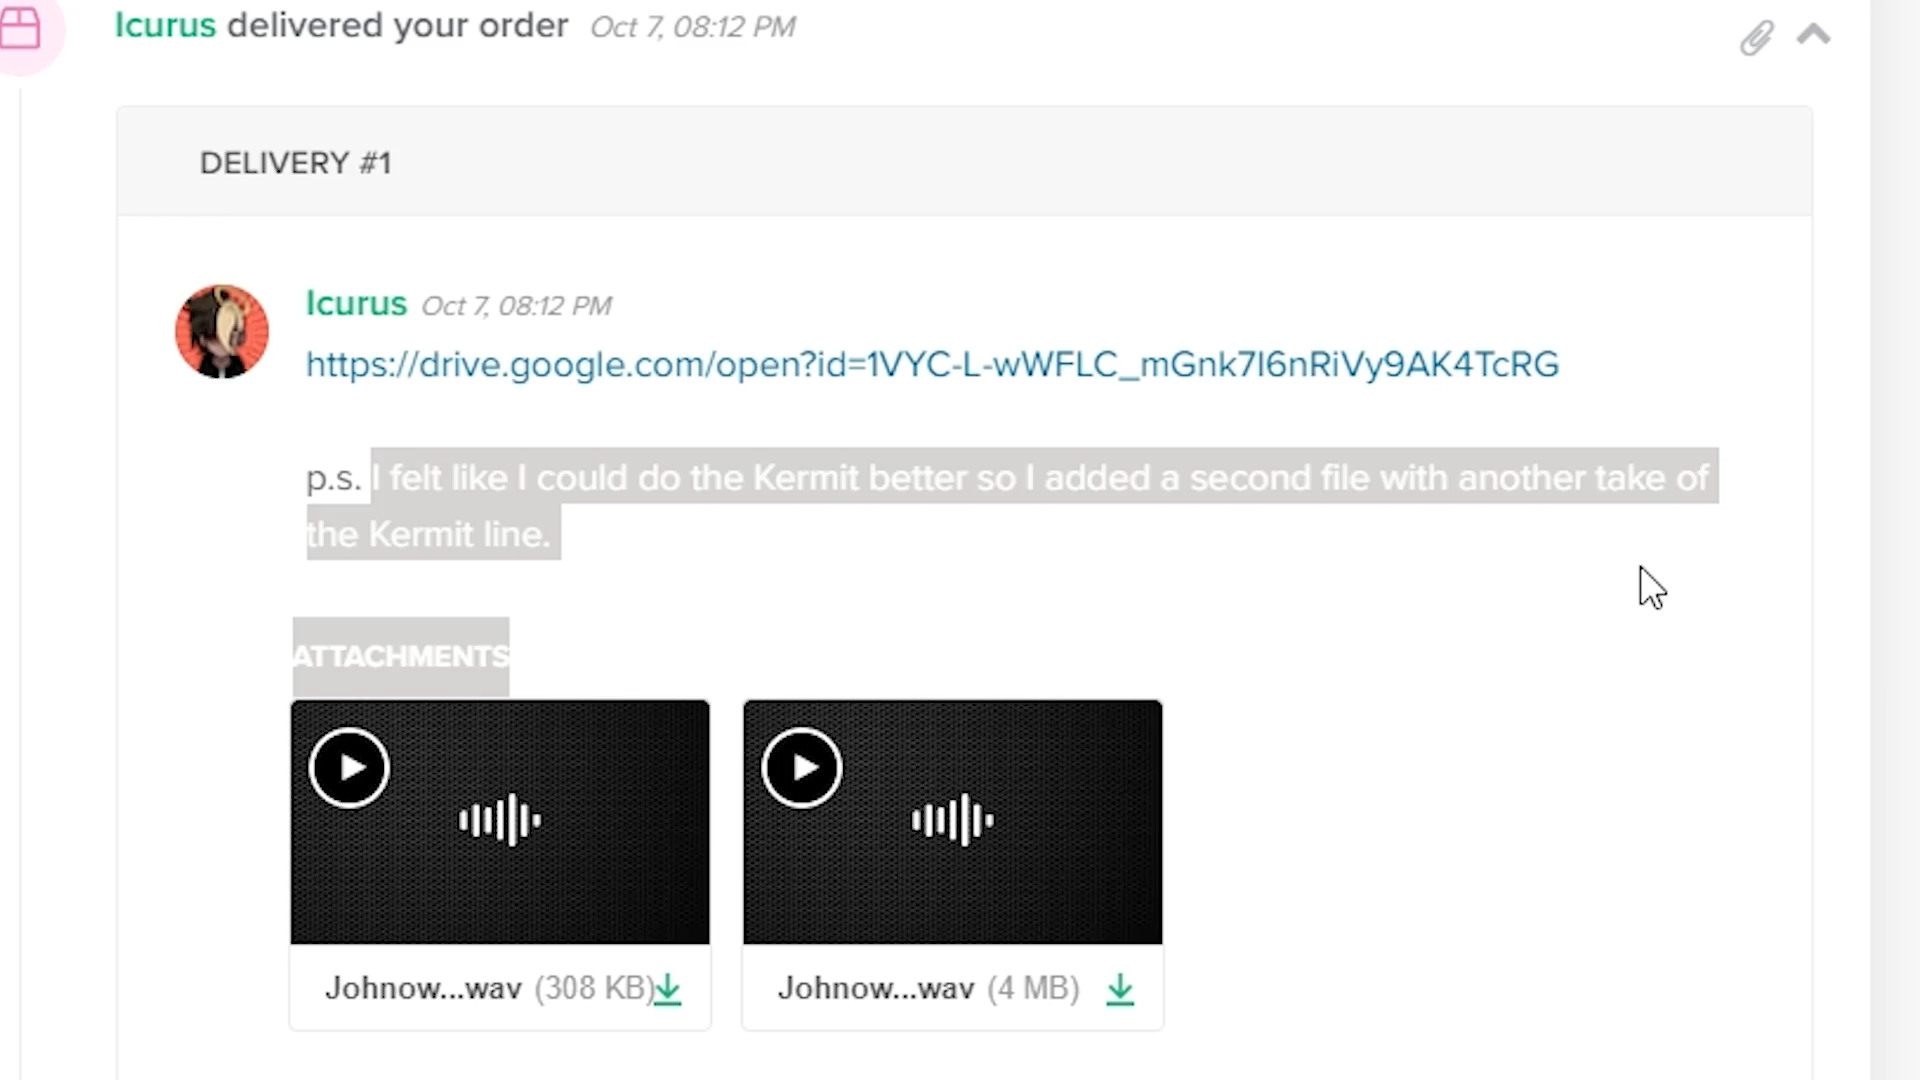 Icurus delivered your order Oct 7, 08:12 PM
DELIVERY #1
Icurus Oct 7, 08:12 PM
https://drive.google.com/open?id=1VYC-L-wWFLC_mGnk7I6nRiVy9AK4TcRG
p.s. I felt like I could do the Kermit better so I added a second file with another take of
the Kermit line.
ATTACHMENTS
Johnow...wav (308 KB)
Johnow...wav (4 MB)